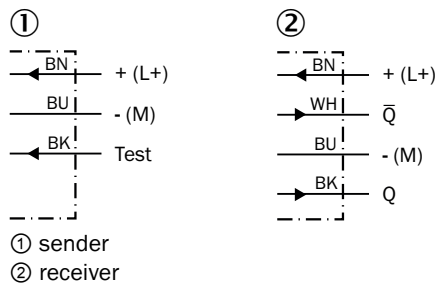 ① ②
BN + (L+)
BU - (M)
BK Test
BN + (L+)
WH Q̅
BU - (M)
BK Q
① sender
② receiver